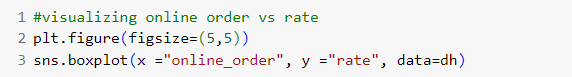 1 #visualizing online order vs rate
2 plt.figure(figsize=(5,5))
3 sns.boxplot(x ="online_order", y ="rate", data=dh)